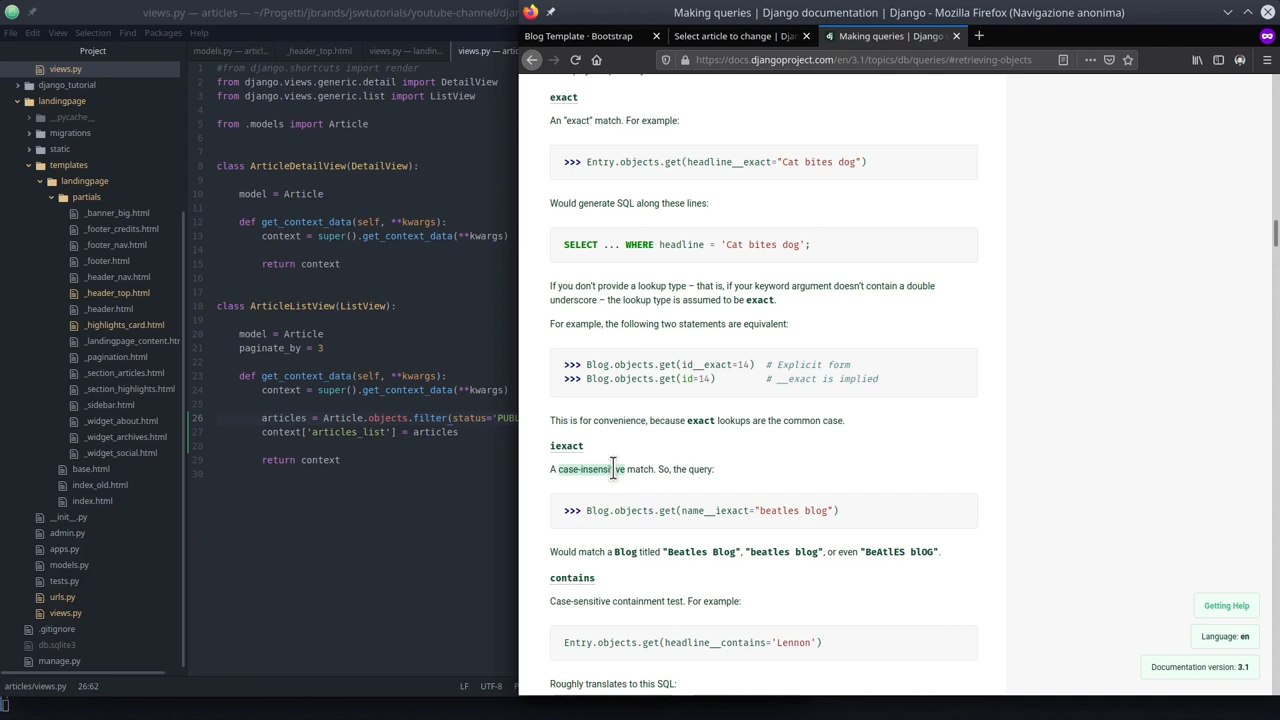 views.py — articles — ~/Progetti/jbrands/jswtutorials/youtube-channel/djan
File Edit View Selection Find Packages
Project
views.py
django_tutorial
landingpage
__pycache__
migrations
static
templates
landingpage
partials
_banner_big.html
_footer_credits.html
_footer_nav.html
_footer.html
_header_nav.html
_header_top.html
_header.html
_highlights_card.html
_landingpage_content.htr
_pagination.html
_section_articles.html
_section_highlights.html
_sidebar.html
_widget_about.html
_widget_archives.html
_widget_social.html
base.html
index_old.html
index.html
__init__.py
admin.py
apps.py
models.py
tests.py
urls.py
views.py
.gitignore
db.sqlite3
manage.py
articles/views.py 26:62
LF UTF-8
models.py — articl... _header_top.html views.py — landin... views.py — artic
1 #from django.shortcuts import render
2 from django.views.generic.detail import DetailView
3 from django.views.generic.list import ListView
4
5 from .models import Article
6
7
8 class ArticleDetailView(DetailView):
9
10 model = Article
11
12 def get_context_data(self, **kwargs):
13 context = super().get_context_data(**kwargs)
14
15 return context
16
17
18 class ArticleListView(ListView):
19
20 model = Article
21 paginate_by = 3
22
23 def get_context_data(self, **kwargs):
24 context = super().get_context_data(**kwargs)
25
26 articles = Article.objects.filter(status='PUBL
27 context['articles_list'] = articles
28
29 return context
30
Making queries | Django documentation | Django - Mozilla Firefox (Navigazione anonima)
Blog Template · Bootstrap Select article to change | Djan Making queries | Django
https://docs.djangoproject.com/en/3.1/topics/db/queries/#retrieving-objects
exact
An “exact” match. For example:
>>> Entry.objects.get(headline__exact="Cat bites dog")
Would generate SQL along these lines:
SELECT ... WHERE headline = 'Cat bites dog';
If you don’t provide a lookup type – that is, if your keyword argument doesn’t contain a double
underscore – the lookup type is assumed to be exact.
For example, the following two statements are equivalent:
>>> Blog.objects.get(id__exact=14) # Explicit form
>>> Blog.objects.get(id=14) # __exact is implied
This is for convenience, because exact lookups are the common case.
iexact
A case-insensitive match. So, the query:
>>> Blog.objects.get(name__iexact="beatles blog")
Would match a Blog titled "Beatles Blog", "beatles blog", or even "BeAtlES blOG".
contains
Case-sensitive containment test. For example:
Entry.objects.get(headline__contains='Lennon')
Roughly translates to this SQL:
Getting Help
Language: en
Documentation version: 3.1